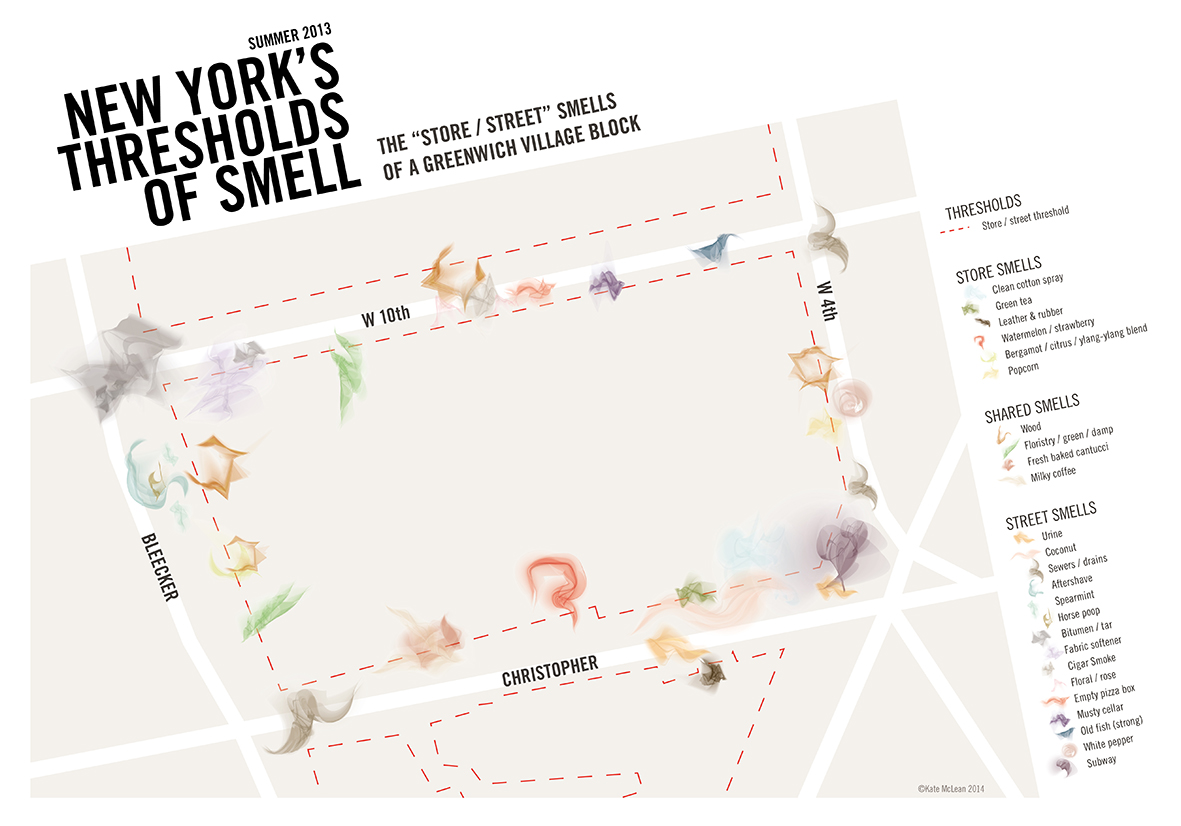 SUMMER 2013
NEW YORK'S
THRESHOLDS
OF SMELL
THE “STORE / STREET” SMELLS
OF A GREENWICH VILLAGE BLOCK
W 10th
W 4th
BLEECKER
CHRISTOPHER
THRESHOLDS
Store / street threshold
STORE SMELLS
Clean cotton spray
Green tea
Leather & rubber
Watermelon / strawberry
Bergamot / citrus / ylang-ylang blend
Popcorn
SHARED SMELLS
Wood
Floristry / green / damp
Fresh baked cantucci
Milky coffee
STREET SMELLS
Urine
Coconut
Sewers / drains
Aftershave
Spearmint
Horse poop
Bitumen / tar
Fabric softener
Cigar Smoke
Floral / rose
Empty pizza box
Musty cellar
Old fish (strong)
White pepper
Subway
©Kate McLean 2014